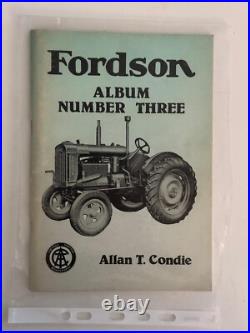 Fordson
ALBUM
NUMBER THREE
Allan T. Condie